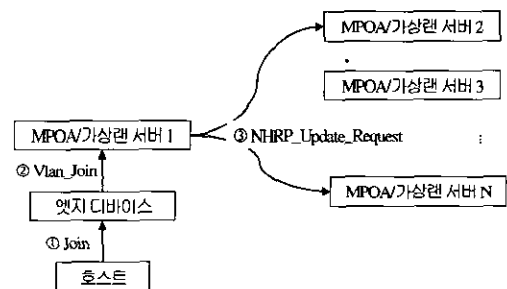 MPOA/가상랜 서버 2
MPOA/가상랜 서버 3
MPOA/가상랜 서버 1
③ NHRP_Update_Request
② Vlan_Join
MPOA/가상랜 서버 N
엣지 디바이스
① Join
호스트